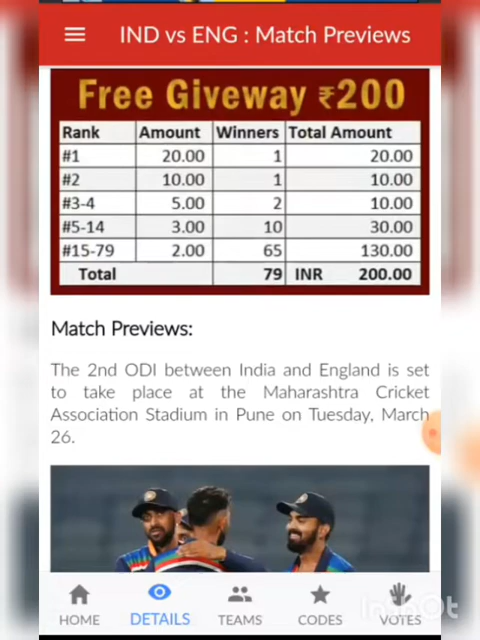 IND vs ENG : Match Previews
Free Giveway ₹200
Rank Amount Winners Total Amount
#1 20.00 1 20.00
#2 10.00 1 10.00
#3-4 5.00 2 10.00
#5-14 3.00 10 30.00
#15-79 2.00 65 130.00
Total 79 INR 200.00
Match Previews:
The 2nd ODI between India and England is set
to take place at the Maharashtra Cricket
Association Stadium in Pune on Tuesday, March
26.
HOME DETAILS TEAMS CODES VOTES
InShOt